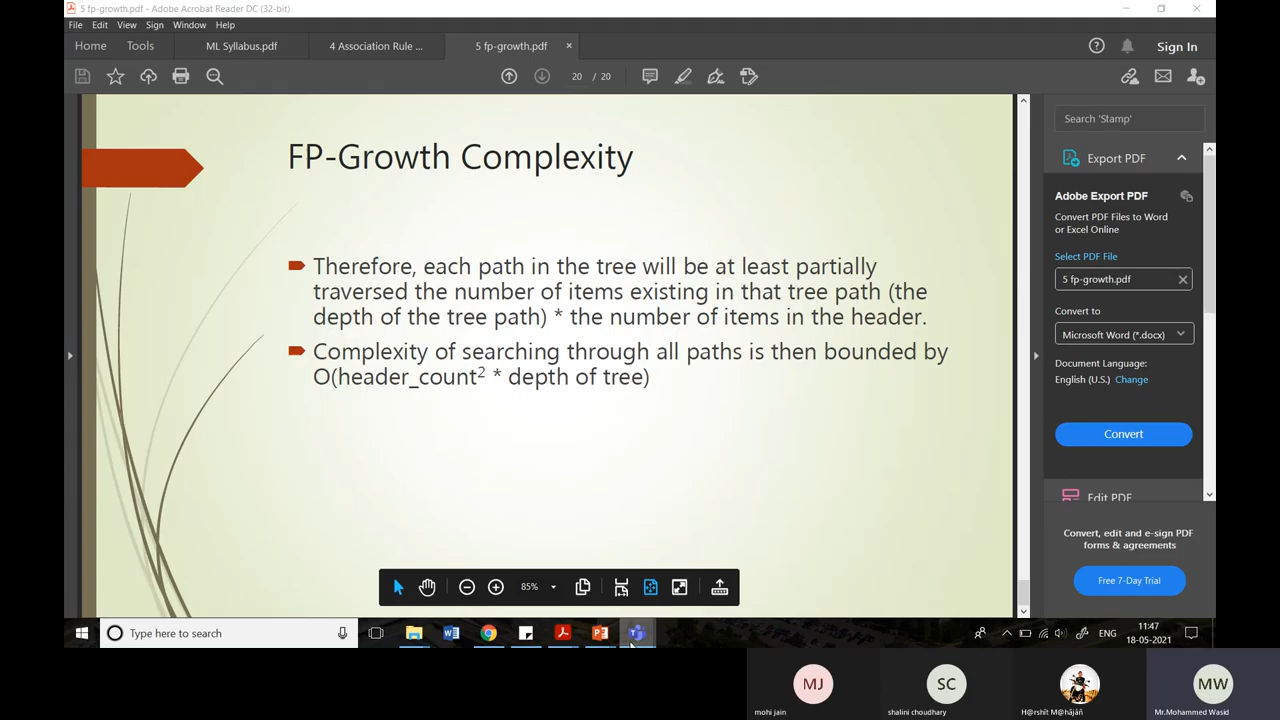 5 fp-growth.pdf - Adobe Acrobat Reader DC (32-bit)
File Edit View Sign Window Help
Home Tools ML Syllabus.pdf 4 Association Rule ... 5 fp-growth.pdf × Sign In
20 / 20
FP-Growth Complexity
Therefore, each path in the tree will be at least partially
traversed the number of items existing in that tree path (the
depth of the tree path) * the number of items in the header.
Complexity of searching through all paths is then bounded by
O(header_count² * depth of tree)
85%
Search 'Stamp'
Export PDF
Adobe Export PDF
Convert PDF Files to Word
or Excel Online
Select PDF File
5 fp-growth.pdf
Convert to
Microsoft Word (*.docx)
Document Language:
English (U.S.) Change
Convert
Edit PDF
Convert, edit and e-sign PDF
forms & agreements
Free 7-Day Trial
Type here to search
ENG
11:47
18-05-2021
MJ
mohi jain
SC
shalini choudhary
H@rshît M@hãjâñ
MW
Mr.Mohammed Wasid